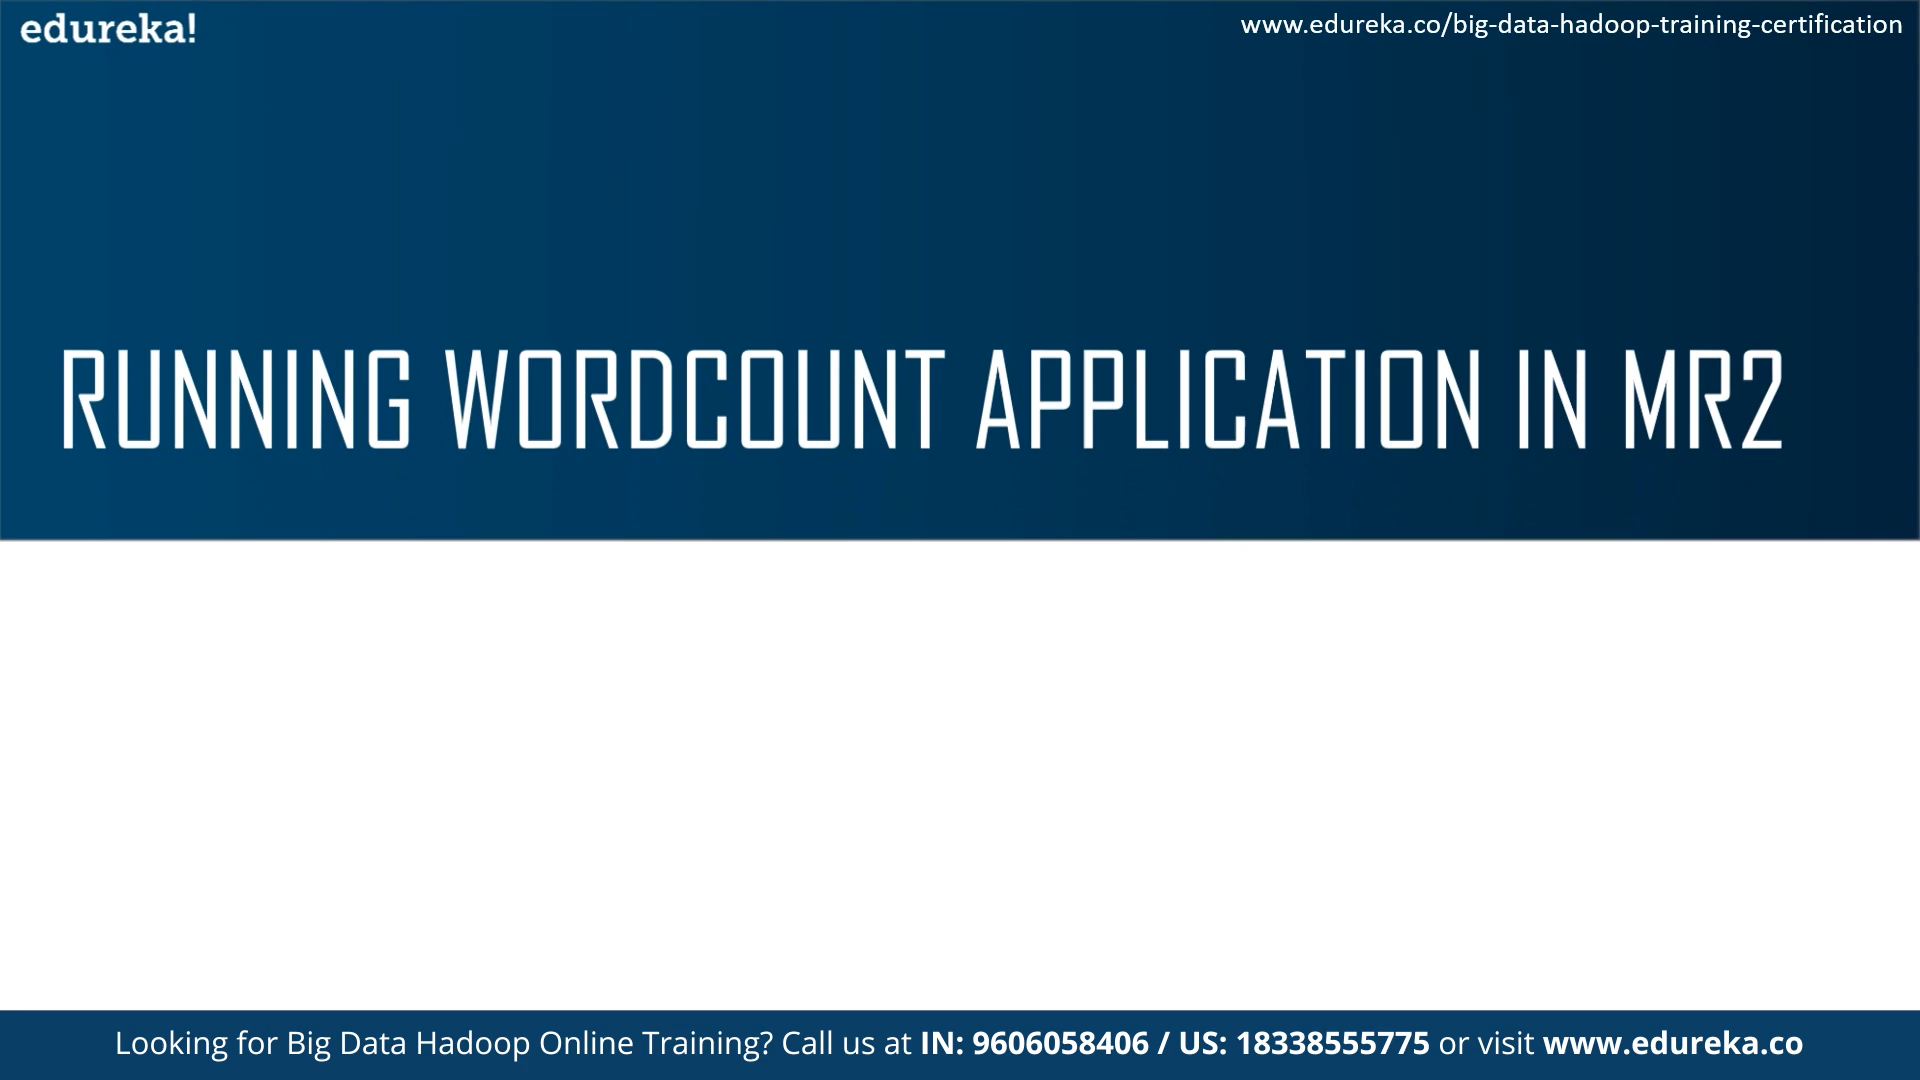 edureka!
www.edureka.co/big-data-hadoop-training-certification
RUNNING WORDCOUNT APPLICATION IN MR2
Looking for Big Data Hadoop Online Training? Call us at IN: 9606058406 / US: 18338555775 or visit www.edureka.co